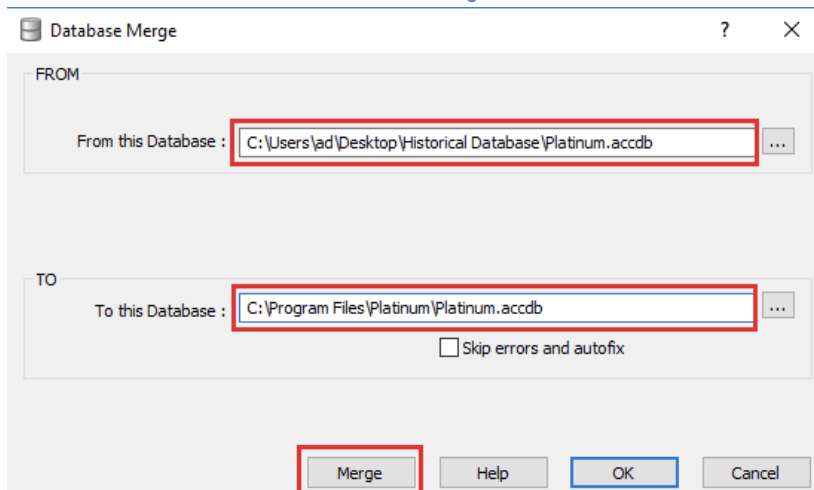 Database Merge ? ×
FROM
From this Database : C:\Users\ad\Desktop\Historical Database\Platinum.accdb ...
TO
To this Database : C:\Program Files\Platinum\Platinum.accdb ...
Skip errors and autofix
Merge Help OK Cancel